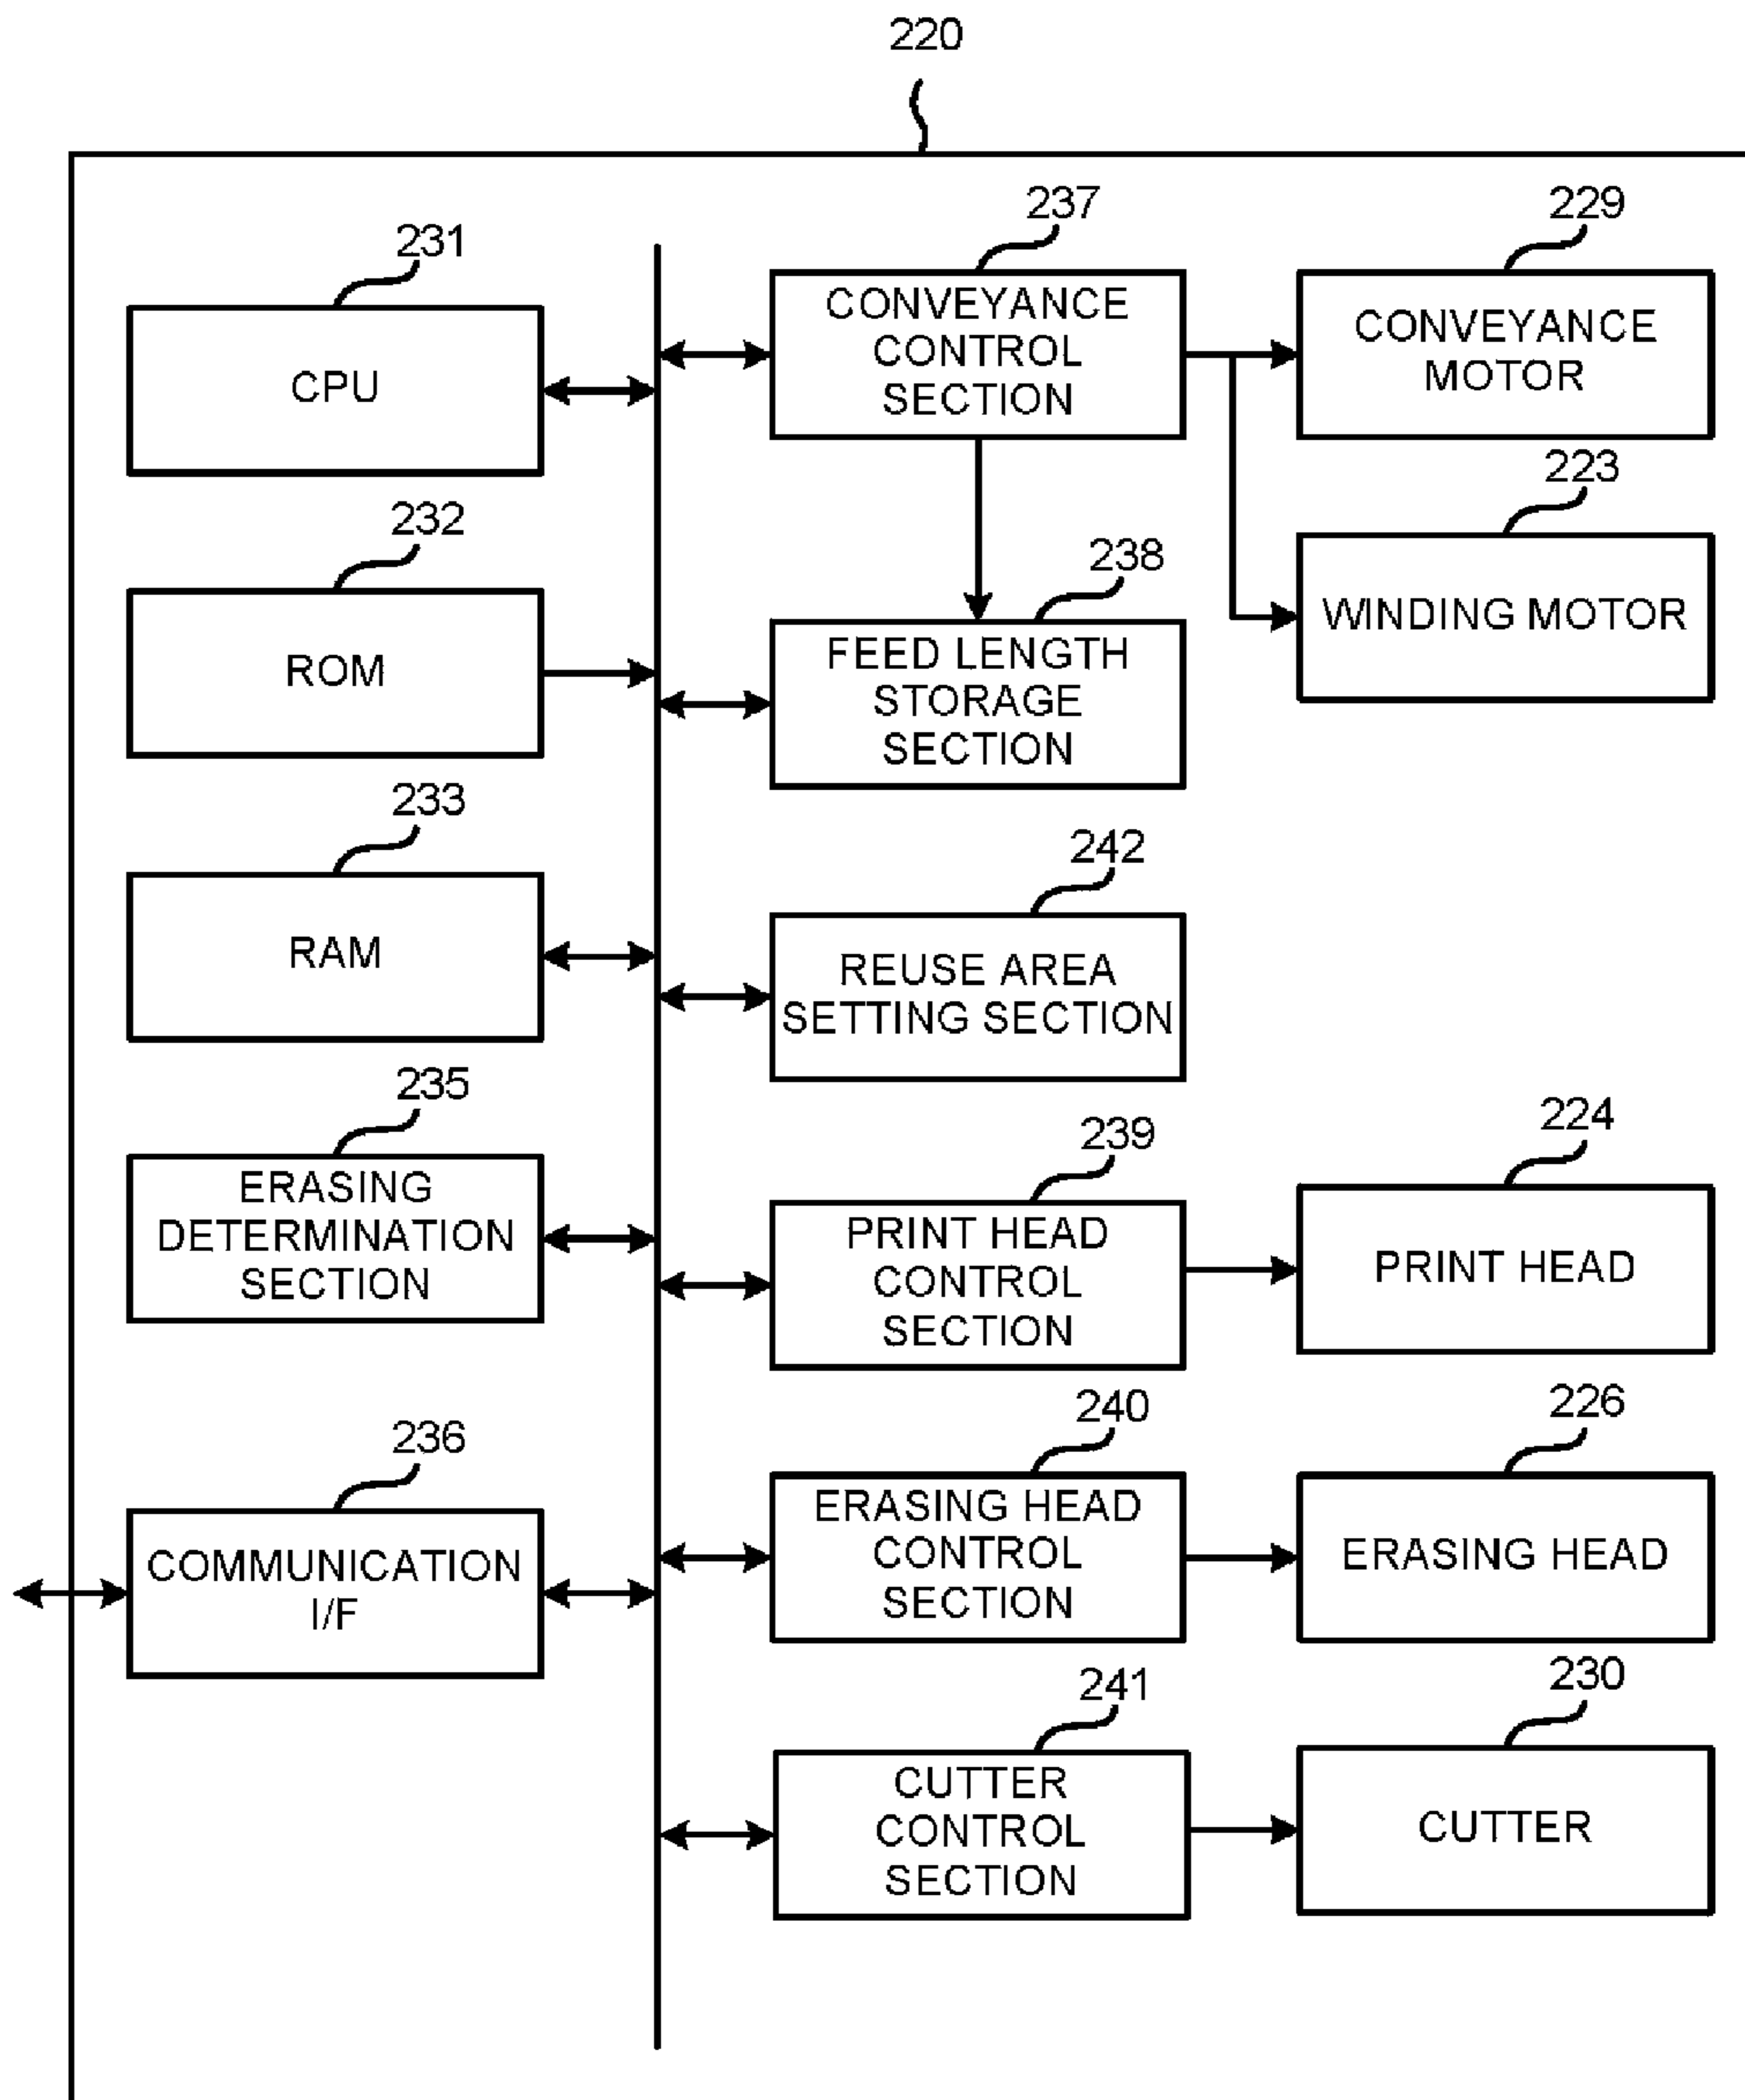 220
237
229
231
CONVEYANCE
CONTROL
SECTION
CONVEYANCE
MOTOR
CPU
223
232
238
WINDING MOTOR
ROM
FEED LENGTH
STORAGE
SECTION
233
242
RAM
REUSE AREA
SETTING SECTION
235
239
224
ERASING
DETERMINATION
SECTION
PRINT HEAD
CONTROL
SECTION
PRINT HEAD
236
240
226
COMMUNICATION
I/F
ERASING HEAD
CONTROL
SECTION
ERASING HEAD
241
230
CUTTER
CONTROL
SECTION
CUTTER